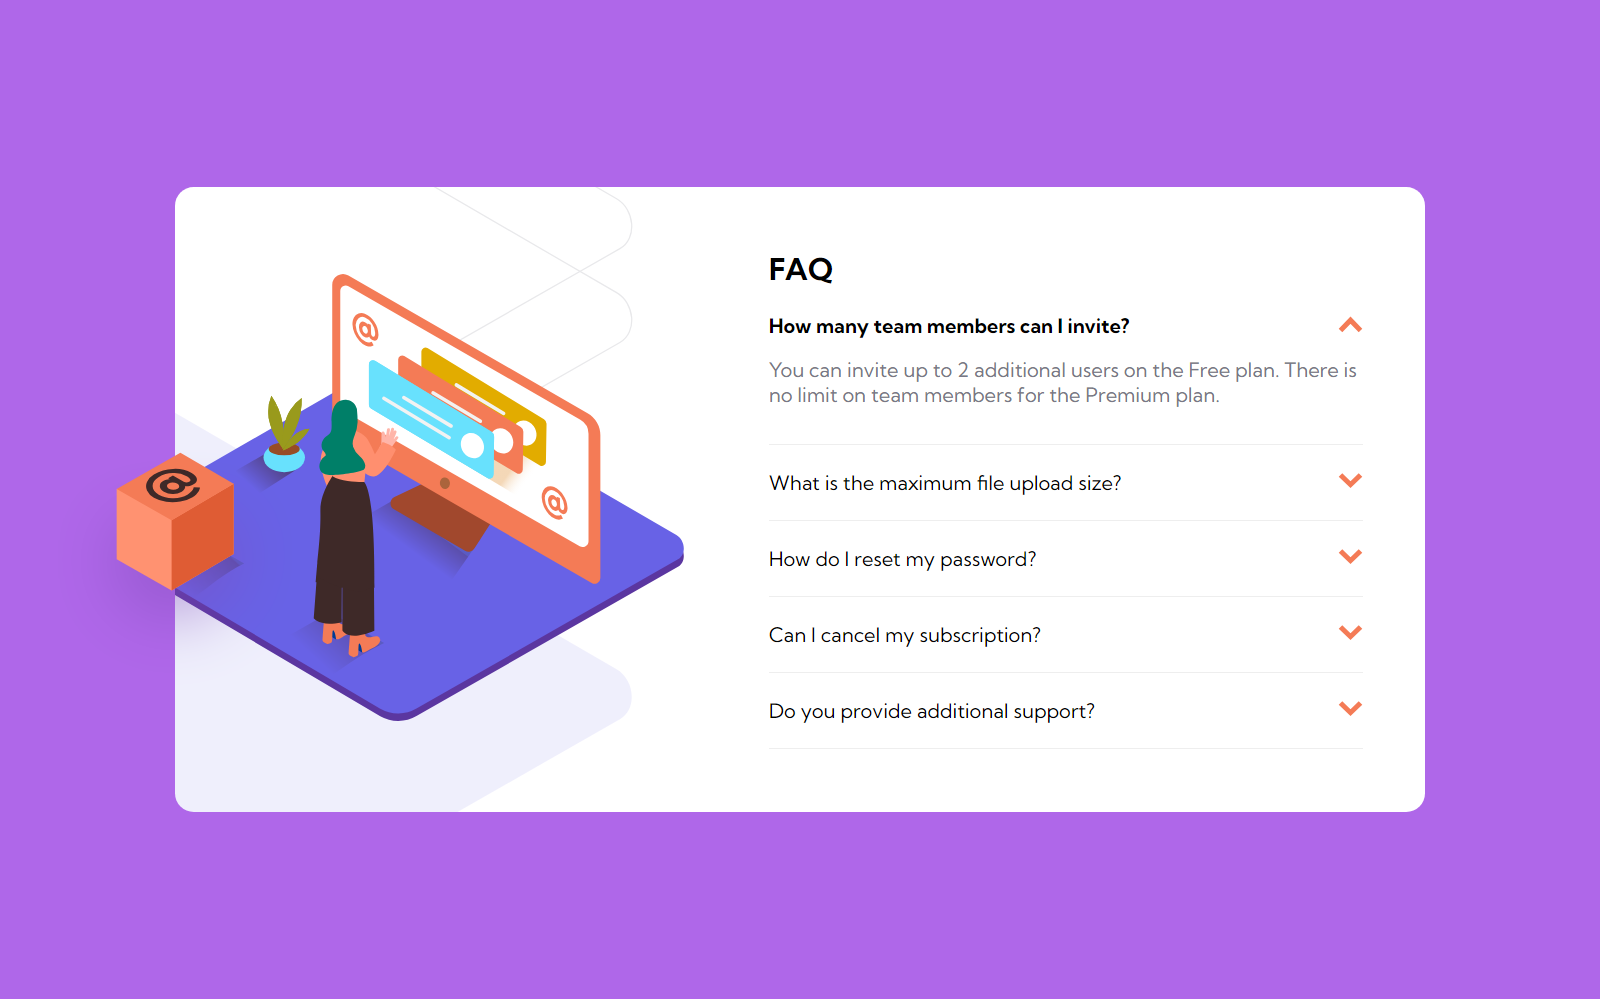 FAQ
How many team members can I invite?
You can invite up to 2 additional users on the Free plan. There is
no limit on team members for the Premium plan.
What is the maximum file upload size?
How do I reset my password?
Can I cancel my subscription?
Do you provide additional support?
@
@
@